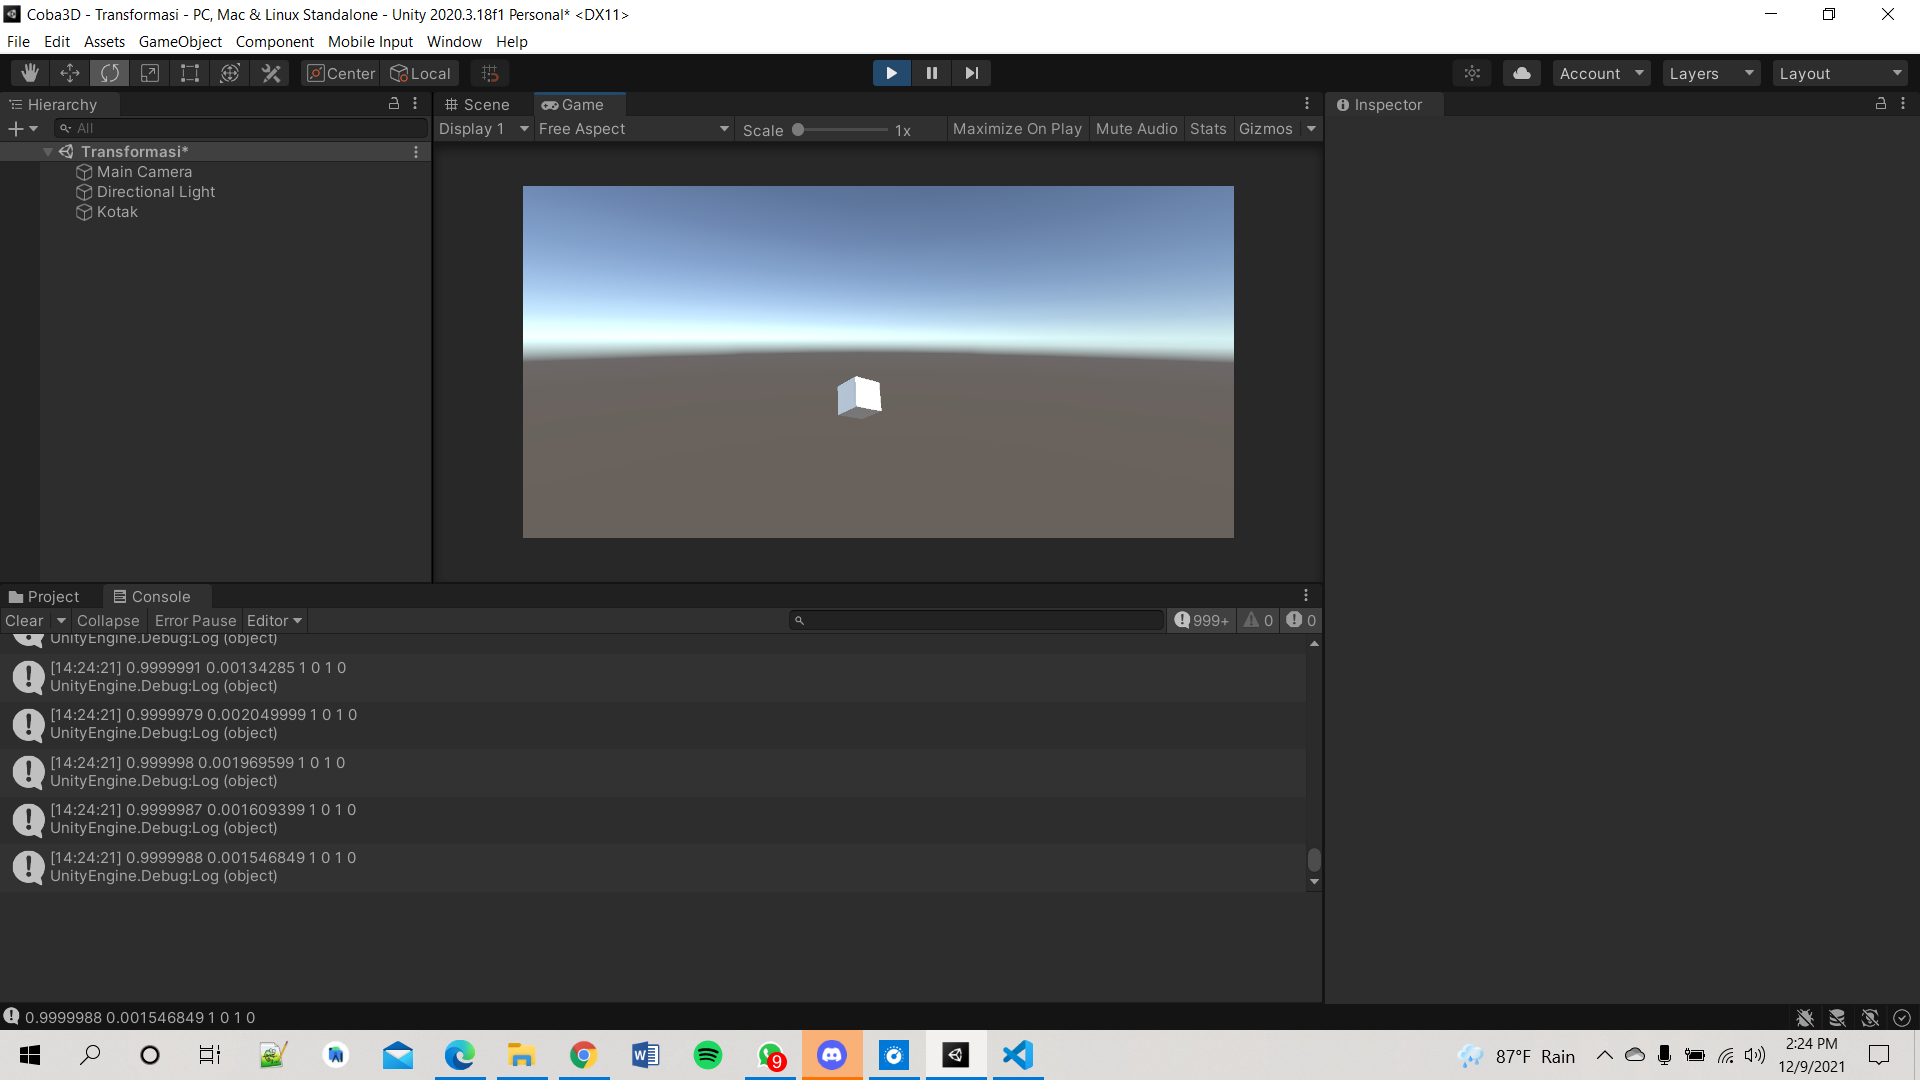 Coba3D - Transformasi - PC, Mac & Linux Standalone - Unity 2020.3.18f1 Personal* <DX11>
File Edit Assets GameObject Component Mobile Input Window Help
Center Local Account Layers Layout
Hierarchy
All
Transformasi*
Main Camera
Directional Light
Kotak
Scene Game
Display 1 Free Aspect Scale 1x Maximize On Play Mute Audio Stats Gizmos
Inspector
Project Console
Clear Collapse Error Pause Editor 999+ 0 0
UnityEngine.Debug:Log (object)
[14:24:21] 0.9999991 0.00134285 1 0 1 0
UnityEngine.Debug:Log (object)
[14:24:21] 0.9999979 0.002049999 1 0 1 0
UnityEngine.Debug:Log (object)
[14:24:21] 0.999998 0.001969599 1 0 1 0
UnityEngine.Debug:Log (object)
[14:24:21] 0.9999987 0.001609399 1 0 1 0
UnityEngine.Debug:Log (object)
[14:24:21] 0.9999988 0.001546849 1 0 1 0
UnityEngine.Debug:Log (object)
0.9999988 0.001546849 1 0 1 0
9
87°F Rain
2:24 PM
12/9/2021